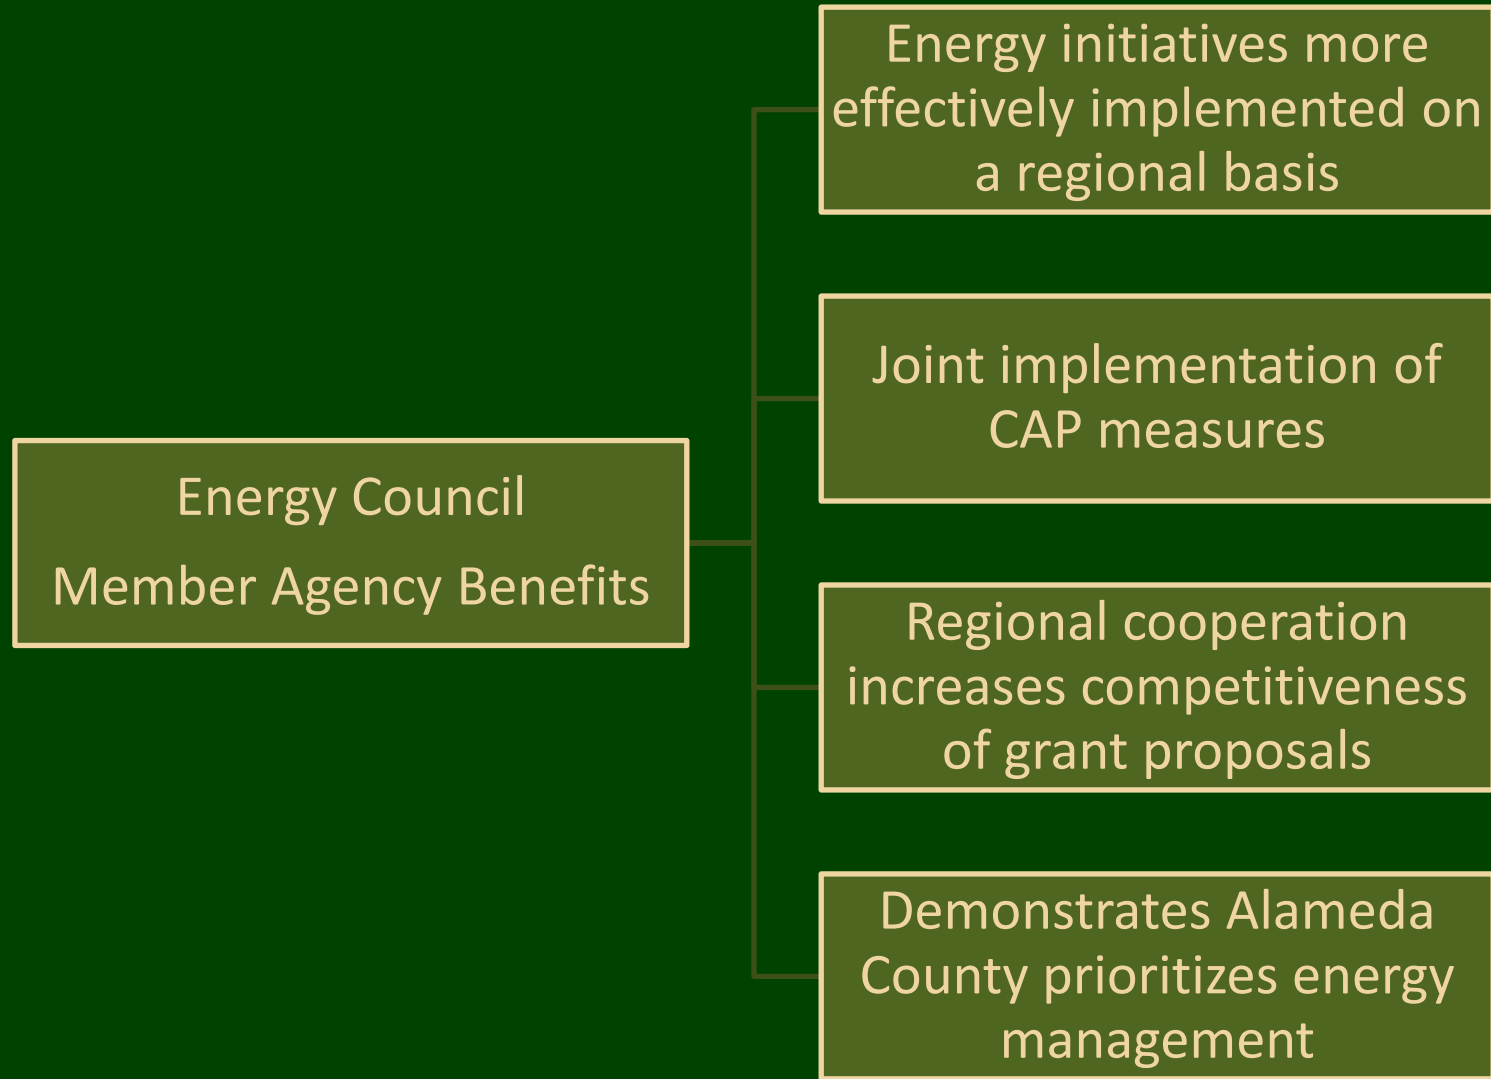 Energy Council
Member Agency Benefits
Energy initiatives more
effectively implemented on
a regional basis
Joint implementation of
CAP measures
Regional cooperation
increases competitiveness
of grant proposals
Demonstrates Alameda
County prioritizes energy
management